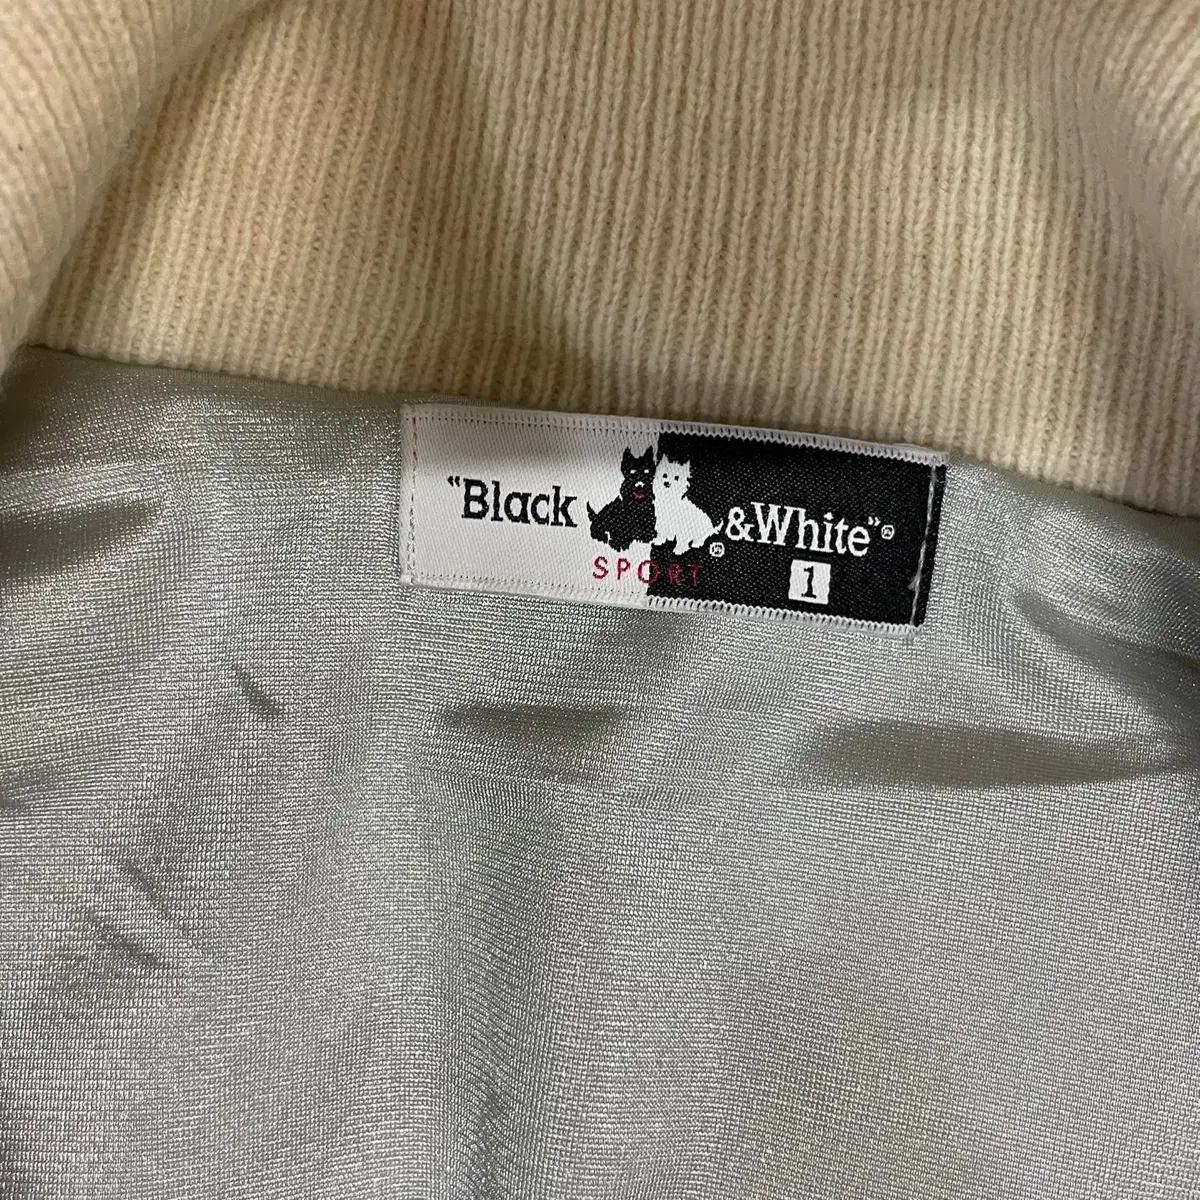 "Black & White"®
®
SPORT
1